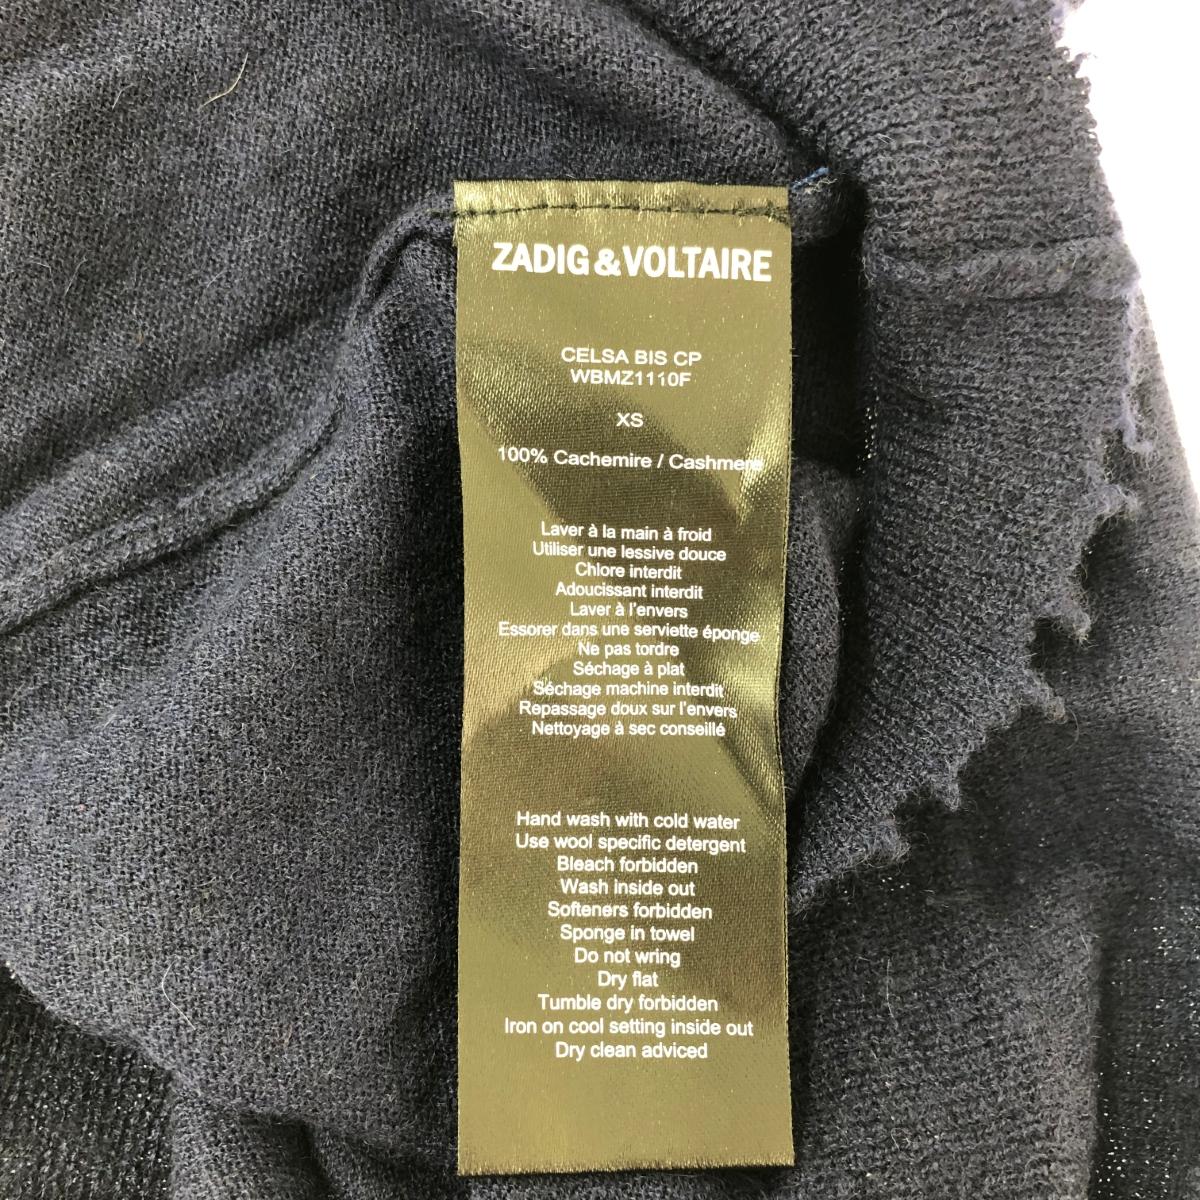 ZADIG&VOLTAIRE
CELSA BIS CP
WBMZ1110F
XS
100% Cachemire / Cashmere
Laver à la main à froid
Utiliser une lessive douce
Chlore interdit
Adoucissant interdit
Laver à l'envers
Essorer dans une serviette éponge
Ne pas tordre
Séchage à plat
Séchage machine interdit
Repassage doux sur l'envers
Nettoyage à sec conseillé
Hand wash with cold water
Use wool specific detergent
Bleach forbidden
Wash inside out
Softeners forbidden
Sponge in towel
Do not wring
Dry flat
Tumble dry forbidden
Iron on cool setting inside out
Dry clean adviced